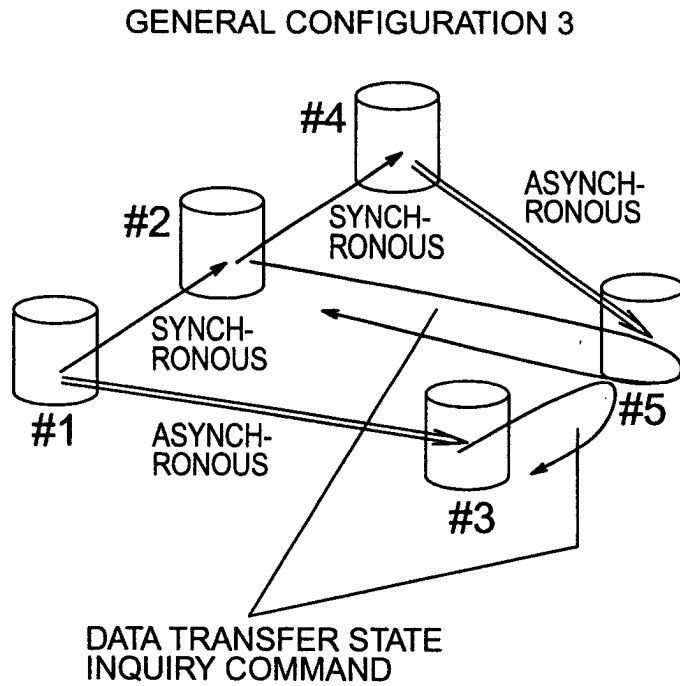 GENERAL CONFIGURATION 3
#4
ASYNCH-
RONOUS
#2
SYNCH-
RONOUS
SYNCH-
RONOUS
#1
#5
ASYNCH-
RONOUS
#3
DATA TRANSFER STATE
INQUIRY COMMAND